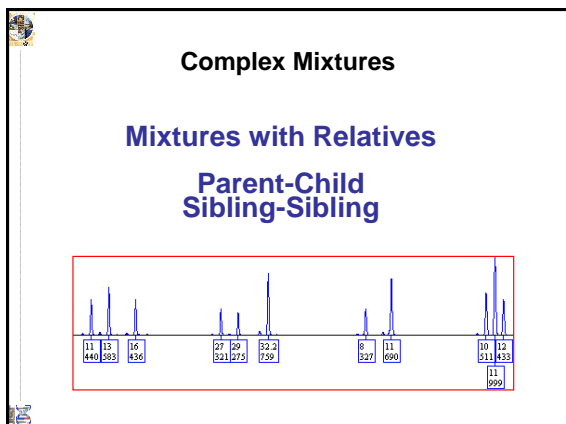 Complex Mixtures
Mixtures with Relatives
Parent-Child
Sibling-Sibling
11 13 16 27 29 32.2 8 11 10 12
440 583 436 321 275 759 327 690 511 433
11
999